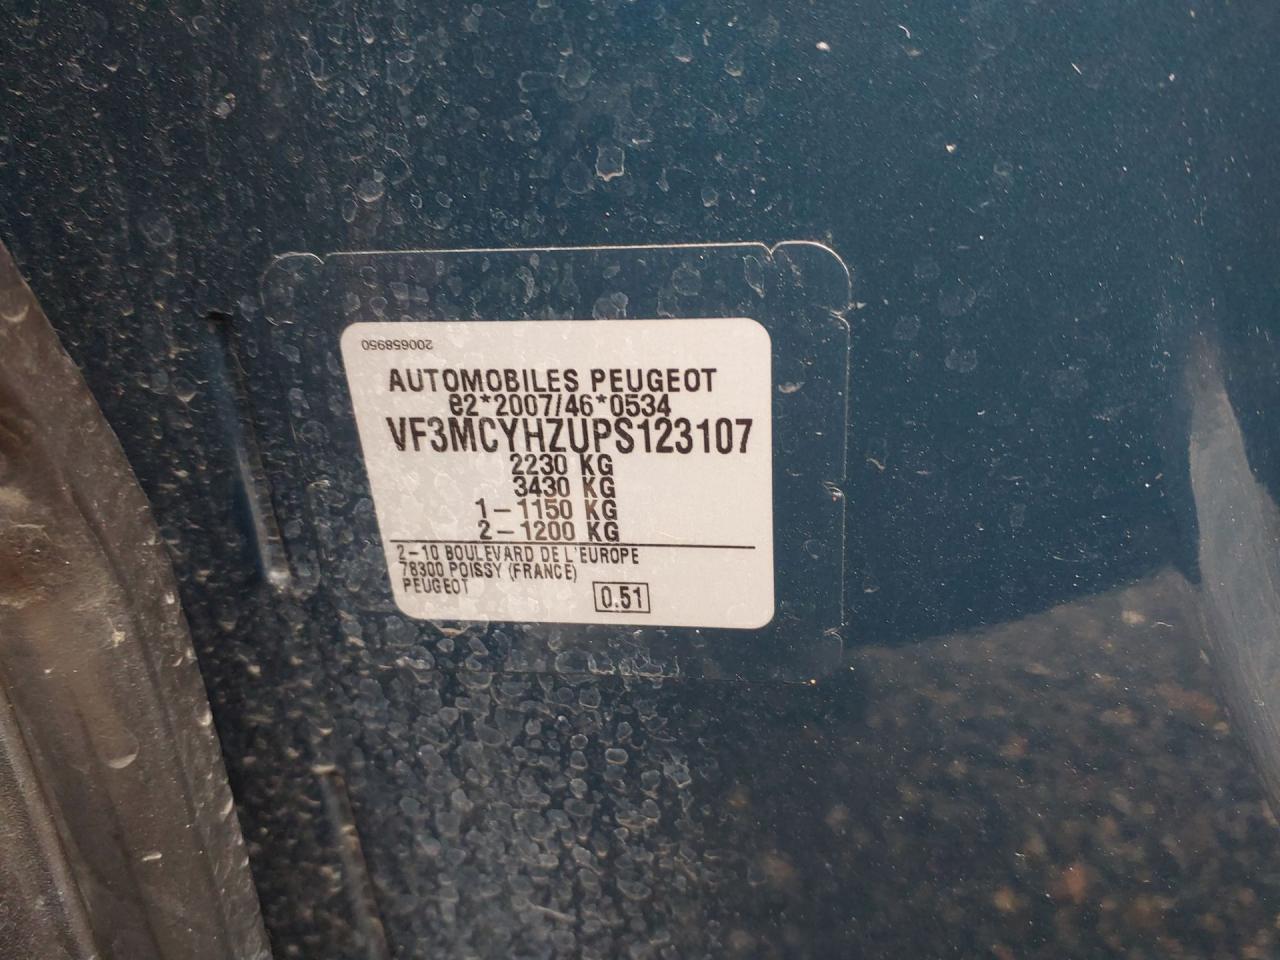 200658950
AUTOMOBILES PEUGEOT
e2*2007/46*0534
VF3MCYHZUPS123107
2230 KG
3430 KG
1-1150 KG
2-1200 KG
2-10 BOULEVARD DE L'EUROPE
78300 POISSY (FRANCE)
PEUGEOT
0.51